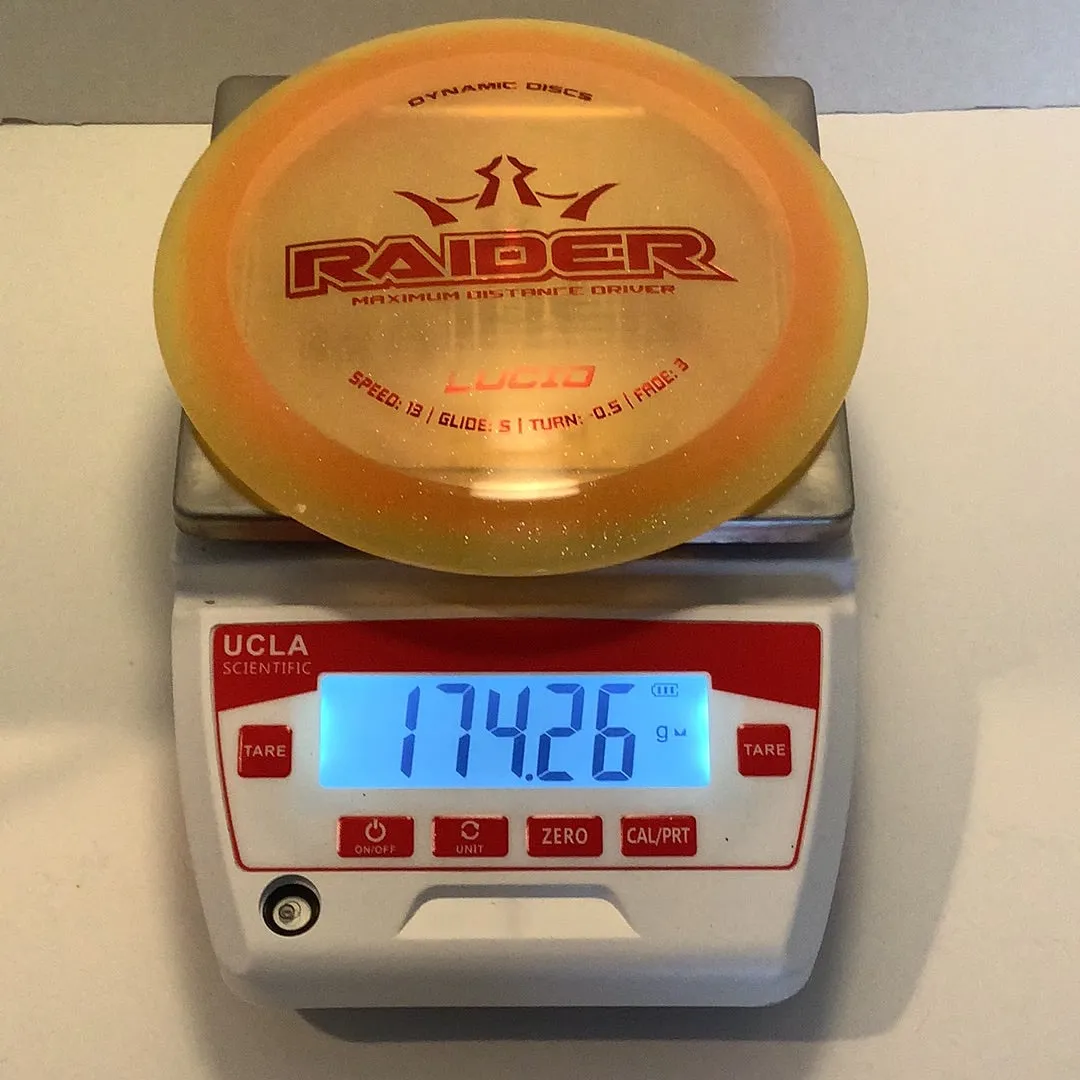 DYNAMIC DISCS
RAIDER
MAXIMUM DISTANCE DRIVER
LUCID
SPEED: 13 | GLIDE: 5 | TURN: -0.5 | FADE: 3
UCLA
SCIENTIFIC
174.26
g
TARE
TARE
ON/OFF
UNIT
ZERO
CAL/PRT